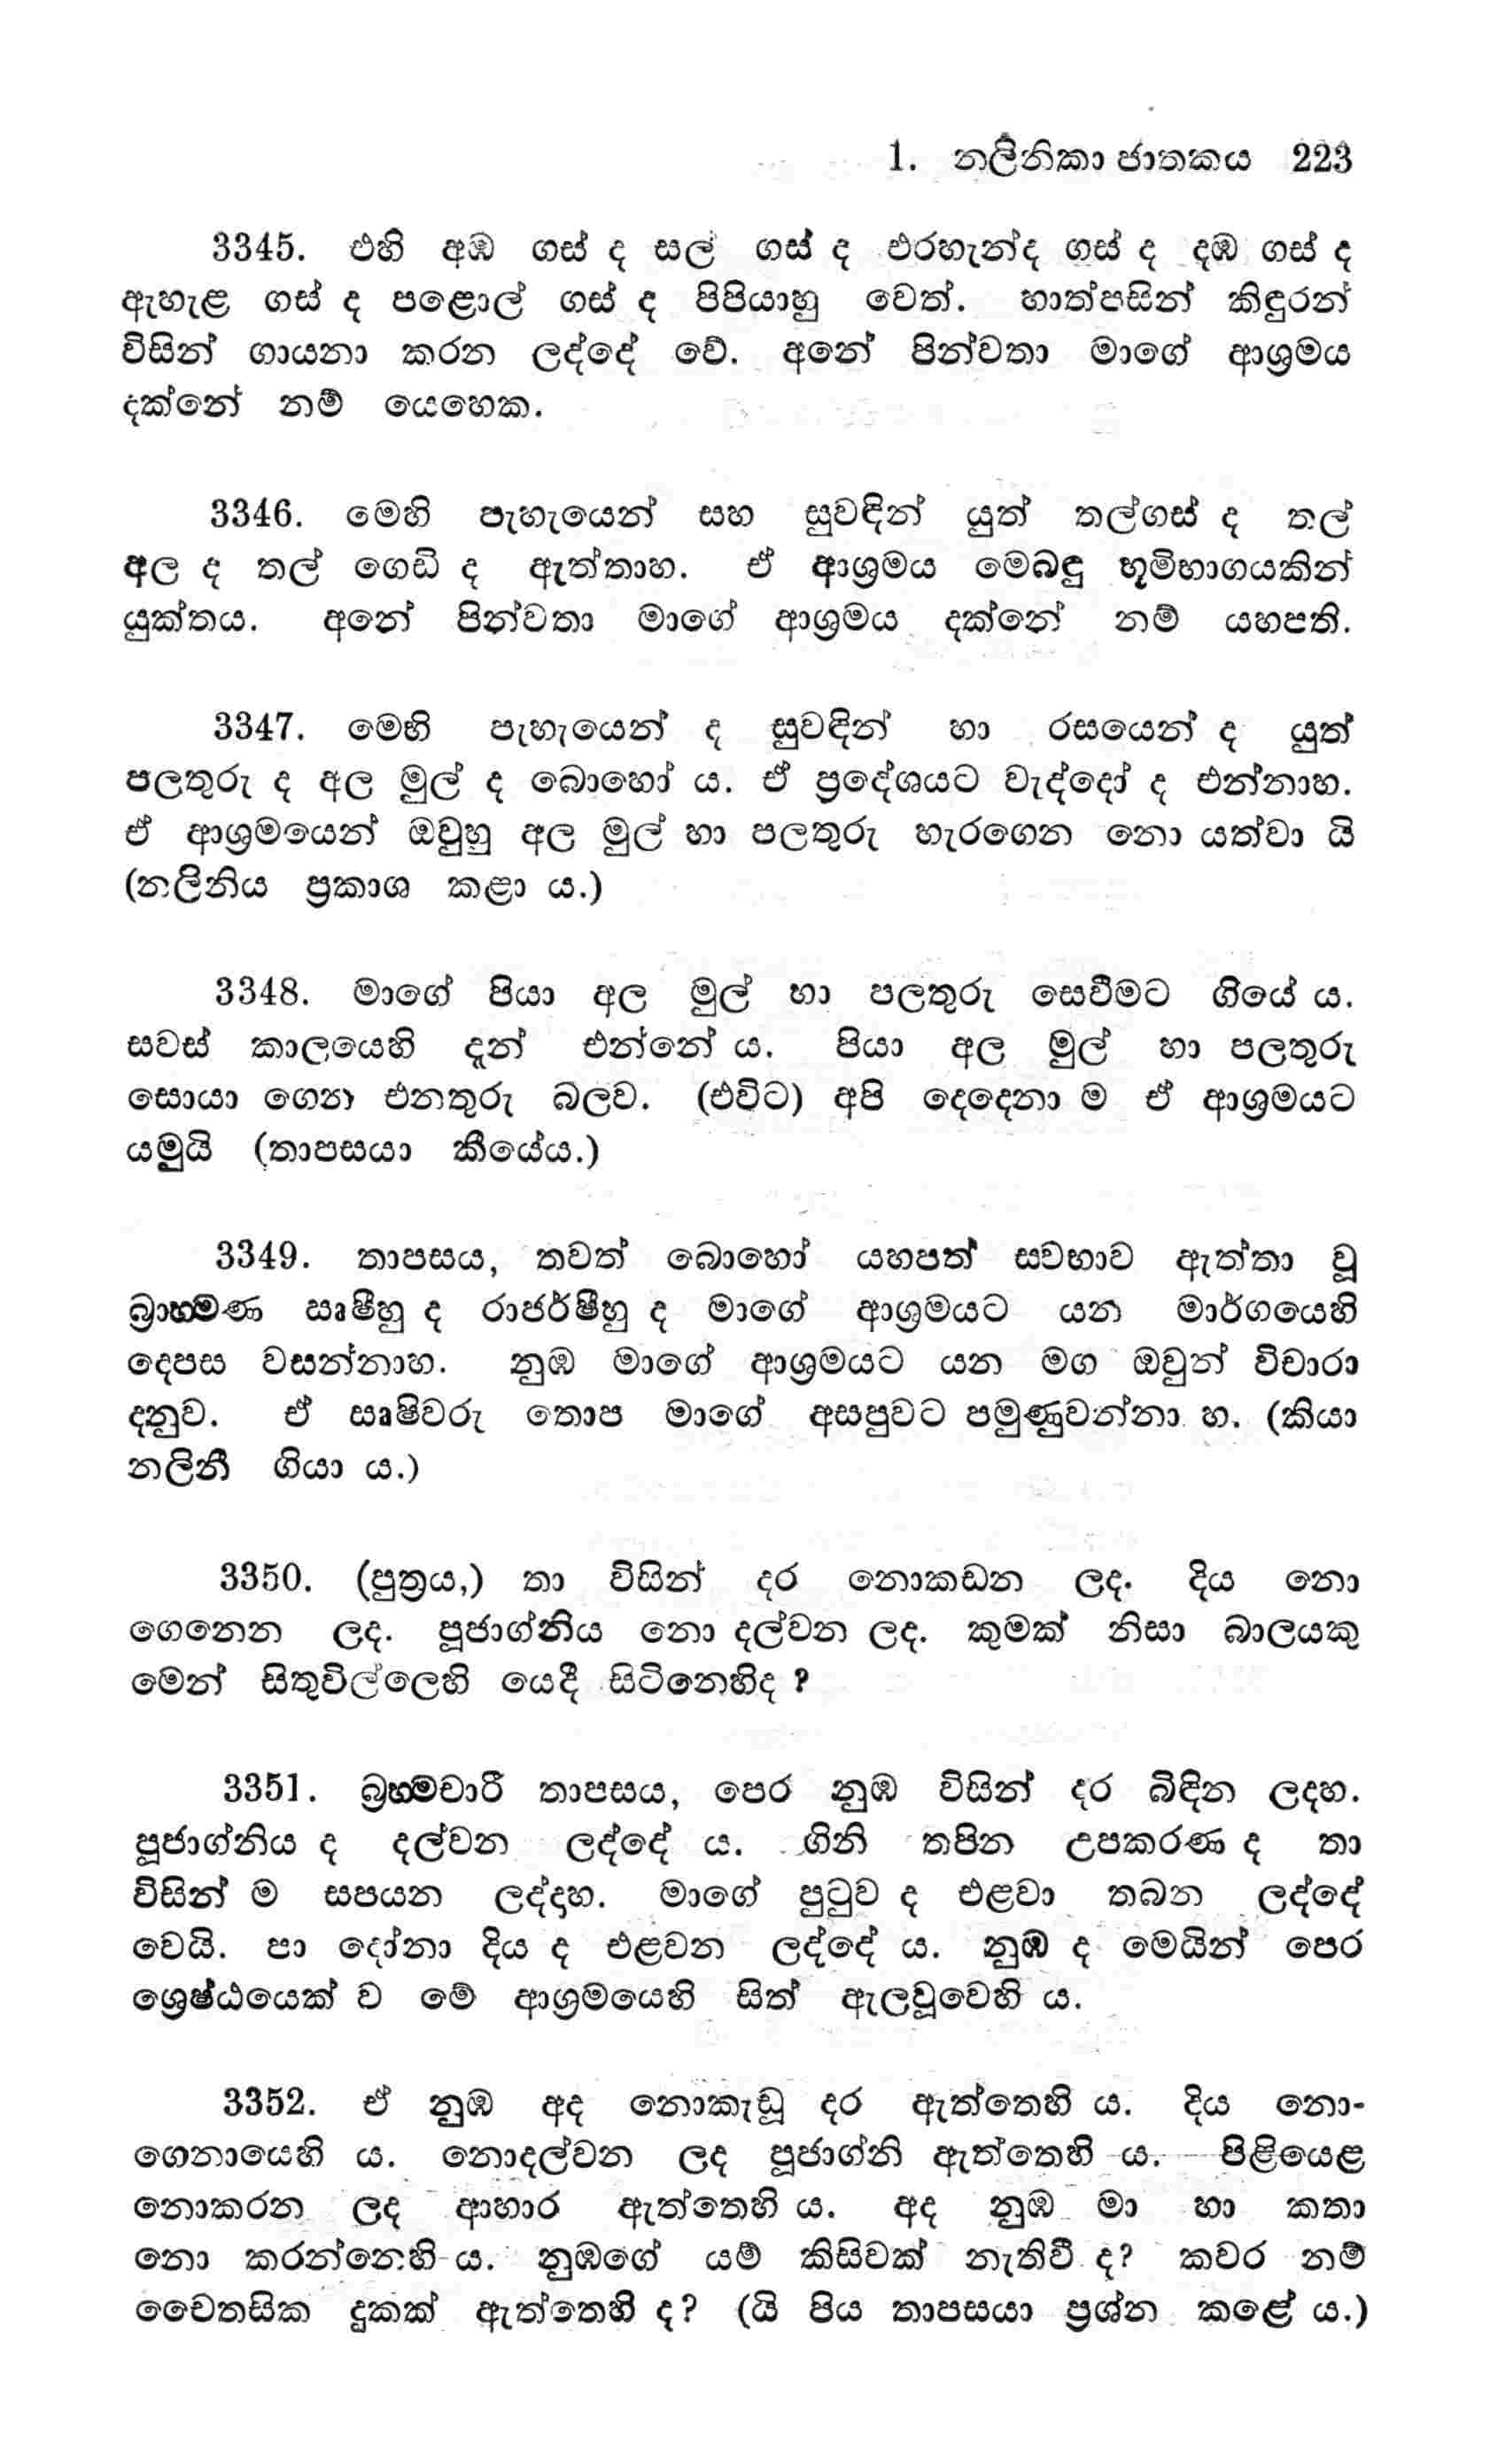 1. නලිනිකා ජාතකය 223
3345. එහි අඹ ගස් ද සල් ගස් ද එරහැන්ද ගස් ද දඹ ගස් ද
ඇහැළ ගස් ද පළොල් ගස් ද පිපියාහු වෙත්. හාත්පසින් කිඳුරන්
විසින් ගායනා කරන ලද්දේ වේ. අනේ පින්වතා මාගේ ආශ්‍රමය
දක්නේ නම් යෙහෙක.
3346. මෙහි පැහැයෙන් සහ සුවඳින් යුත් තල්ගස් ද තල්
අල ද තල් ගෙඩි ද ඇත්තාහ. ඒ ආශ්‍රමය මෙබඳු භූමිභාගයකින්
යුක්තය. අනේ පින්වතා මාගේ ආශ්‍රමය දක්නේ නම් යහපති.
3347. මෙහි පැහැයෙන් ද සුවඳින් හා රසයෙන් ද යුත්
පලතුරු ද අල මුල් ද බොහෝ ය. ඒ ප්‍රදේශයට වැද්දෝ ද එන්නාහ.
ඒ ආශ්‍රමයෙන් ඔවුහු අල මුල් හා පලතුරු හැරගෙන නො යත්වා යි
(නලිනිය ප්‍රකාශ කළා ය.)
3348. මාගේ පියා අල මුල් හා පලතුරු සෙවීමට ගියේ ය.
සවස් කාලයෙහි දැන් එන්නේ ය. පියා අල මුල් හා පලතුරු
සොයා ගෙන එනතුරු බලව. (එවිට) අපි දෙදෙනා ම ඒ ආශ්‍රමයට
යමුයි (තාපසයා කීයේය.)
3349. තාපසය, තවත් බොහෝ යහපත් සවභාව ඇත්තා වූ
බ්‍රාහ්මණ ඍෂීහු ද රාජර්ෂීහු ද මාගේ ආශ්‍රමයට යන මාර්ගයෙහි
දෙපස වසන්නාහ. නුඹ මාගේ ආශ්‍රමයට යන මග ඔවුන් විචාරා
දනුව. ඒ ඍෂිවරු තොප මාගේ අසපුවට පමුණුවන්නා හ. (කියා
නලිනී ගියා ය.)
3350. (පුත්‍රය,) තා විසින් දර නොකඩන ලද. දිය නො
ගෙනෙන ලද. පූජාග්නිය නො දල්වන ලද. කුමක් නිසා බාලයකු
මෙන් සිතුවිල්ලෙහි යෙදී සිටිනෙහිද ?
3351. බ්‍රහ්මචාරී තාපසය, පෙර නුඹ විසින් දර බිඳින ලදහ.
පූජාග්නිය ද දල්වන ලද්දේ ය. ගිනි තපින උපකරණ ද තා
විසින් ම සපයන ලද්දාහ. මාගේ පුටුව ද එළවා තබන ලද්දේ
වෙයි. පා දෝනා දිය ද එළවන ලද්දේ ය. නුඹ ද මෙයින් පෙර
ශ්‍රෙෂ්ඨයෙක් ව මේ ආශ්‍රමයෙහි සිත් ඇලවූවෙහි ය.
3352. ඒ නුඹ අද නොකැඩූ දර ඇත්තෙහි ය. දිය නො-
ගෙනායෙහි ය. නොදල්වන ලද පූජාග්නි ඇත්තෙහි ය. පිළියෙළ
නොකරන ලද ආහාර ඇත්තෙහි ය. අද නුඹ මා හා කතා
නො කරන්නෙහි ය. නුඹගේ යම් කිසිවක් නැතිවී ද? කවර නම්
චෛතසික දුකක් ඇත්තෙහි ද? (යි පිය තාපසයා ප්‍රශ්න කළේ ය.)